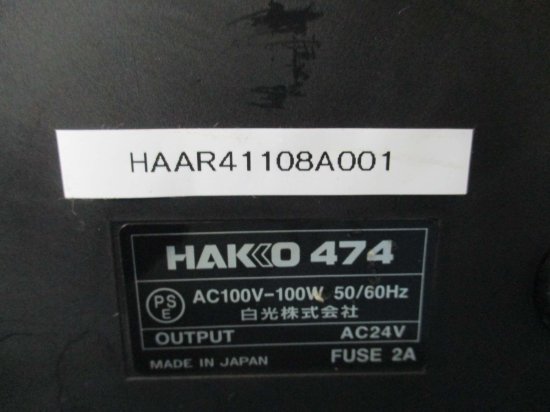 HAAR41108A001
HAKKO 474
PS
E
AC100V-100W 50/60Hz
白光株式会社
OUTPUT AC24V
MADE IN JAPAN FUSE 2A